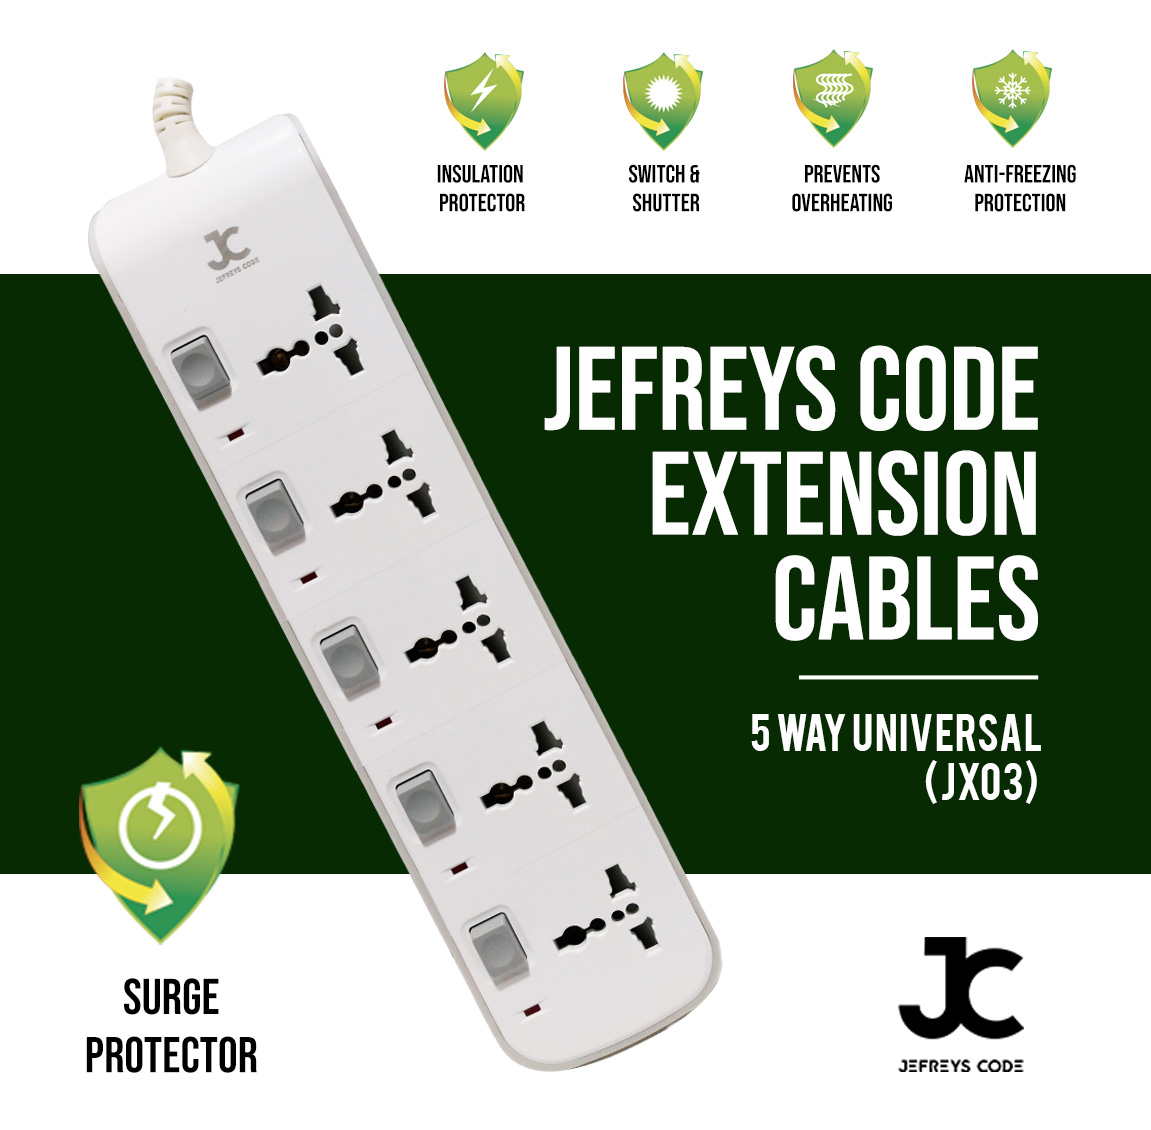 INSULATION
PROTECTOR
SWITCH &
SHUTTER
PREVENTS
OVERHEATING
ANTI-FREEZING
PROTECTION
JC
JEFREYS CODE
JEFREYS CODE
EXTENSION
CABLES
5 WAY UNIVERSAL
(JX03)
SURGE
PROTECTOR
JC
JEFREYS CODE